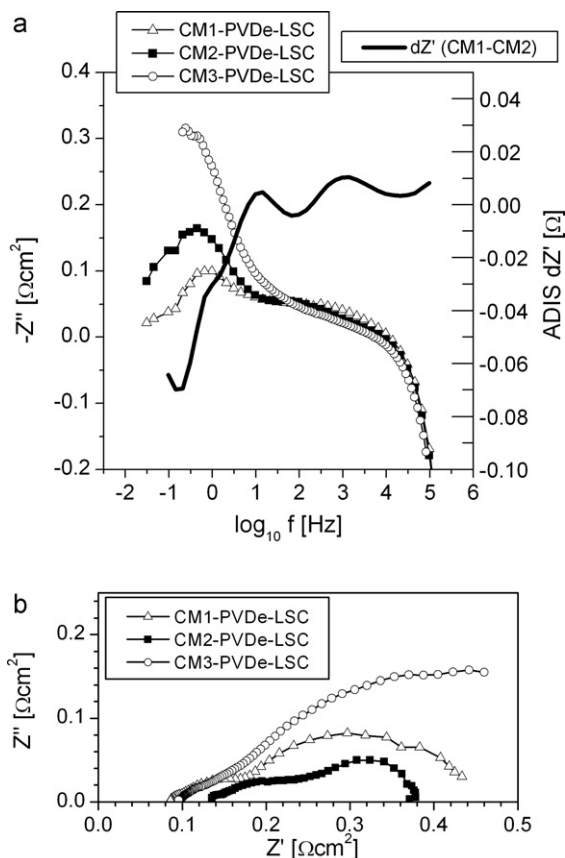 a
CM1-PVDe-LSC
CM2-PVDe-LSC
CM3-PVDe-LSC
dZ' (CM1-CM2)
0.4
0.3
0.2
0.1
0.0
-0.1
-0.2
-Z'' [Ωcm²]
0.04
0.02
0.00
-0.02
-0.04
-0.06
-0.08
-0.10
ADIS dZ' [Ω]
-2 -1 0 1 2 3 4 5 6
log₁₀ f [Hz]
b
CM1-PVDe-LSC
CM2-PVDe-LSC
CM3-PVDe-LSC
0.2
0.1
0.0
Z'' [Ωcm²]
0.0 0.1 0.2 0.3 0.4 0.5
Z' [Ωcm²]